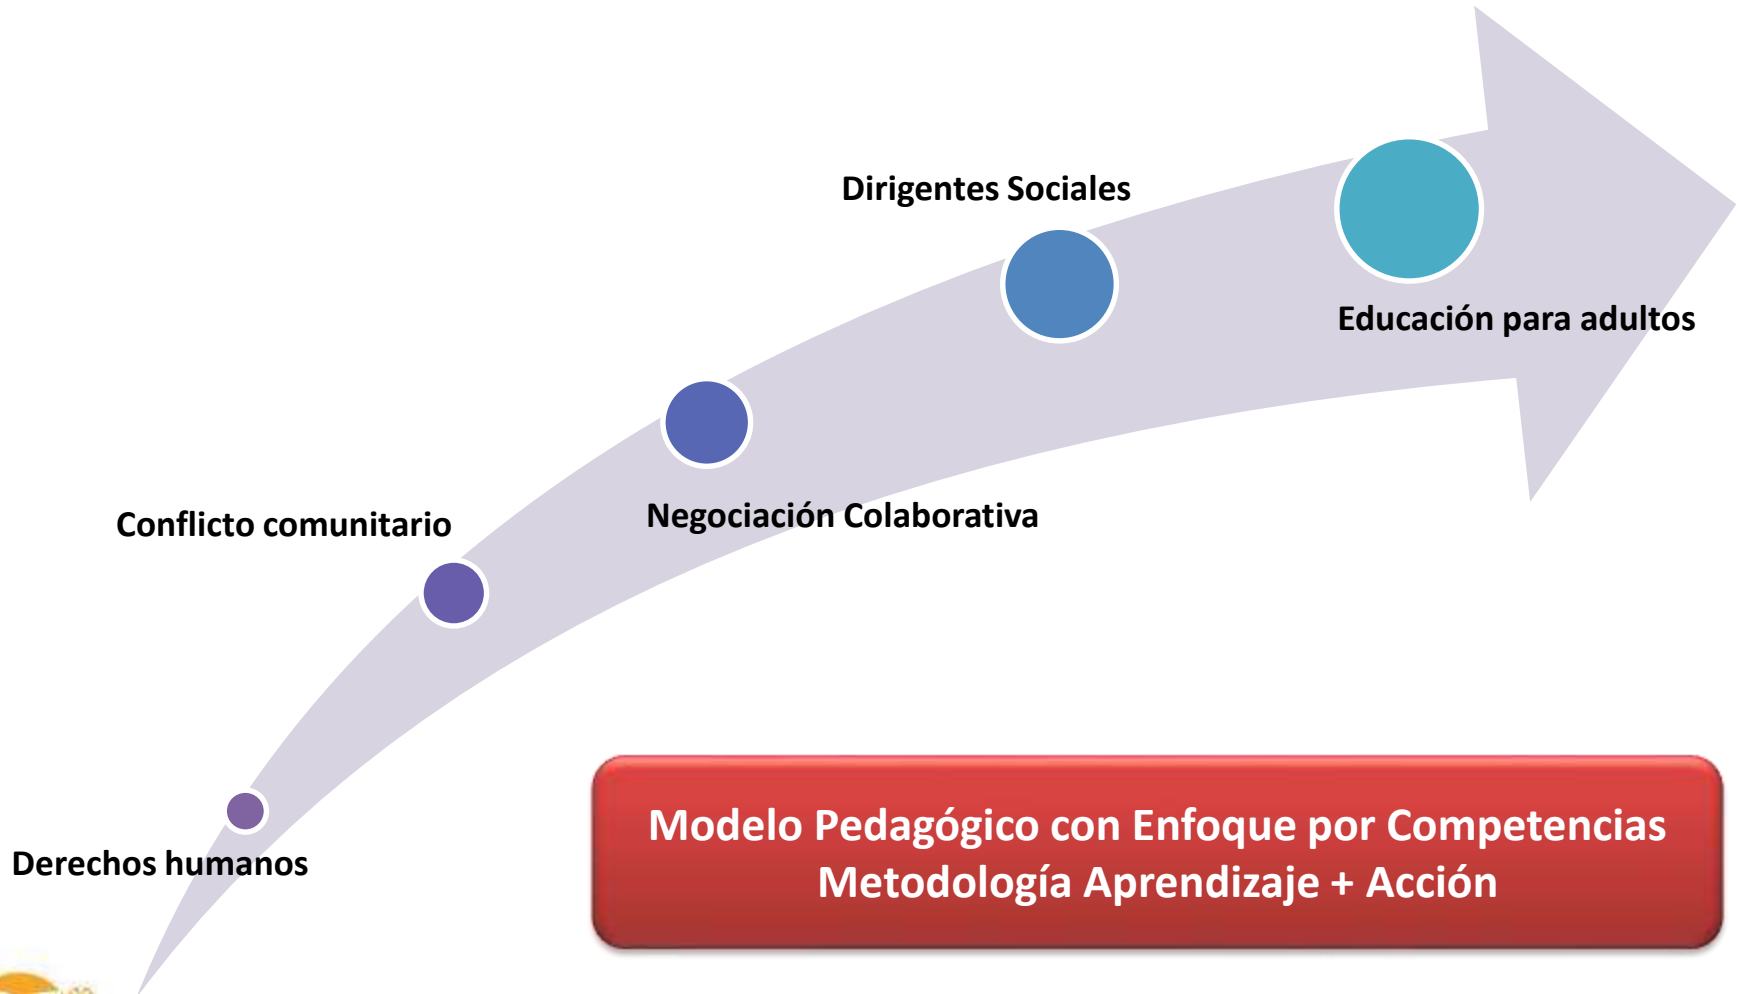 Dirigentes Sociales
Educación para adultos
Negociación Colaborativa
Conflicto comunitario
Derechos humanos
Modelo Pedagógico con Enfoque por Competencias
Metodología Aprendizaje + Acción